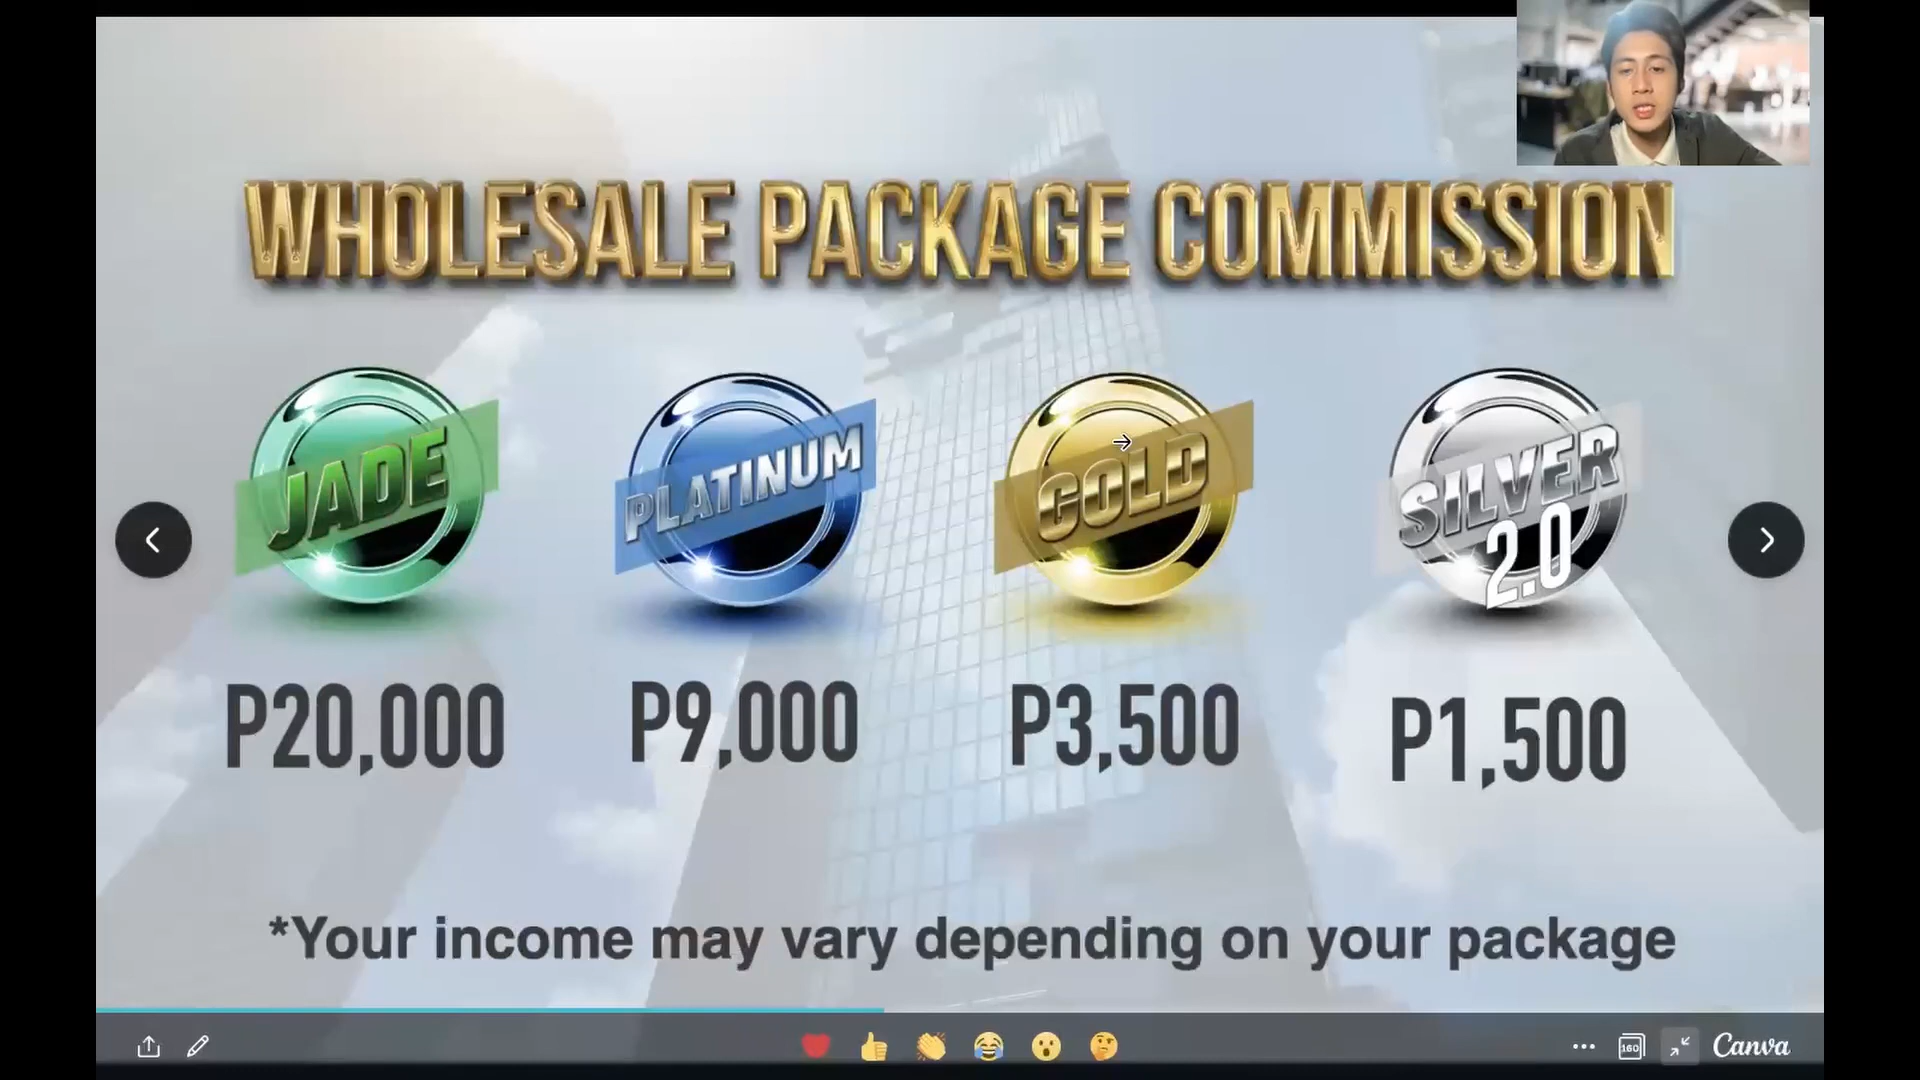 WHOLESALE PACKAGE COMMISSION
JADE
PLATINUM
GOLD
SILVER
2.0
P20,000
P9,000
P3,500
P1,500
*Your income may vary depending on your package
160
Canva